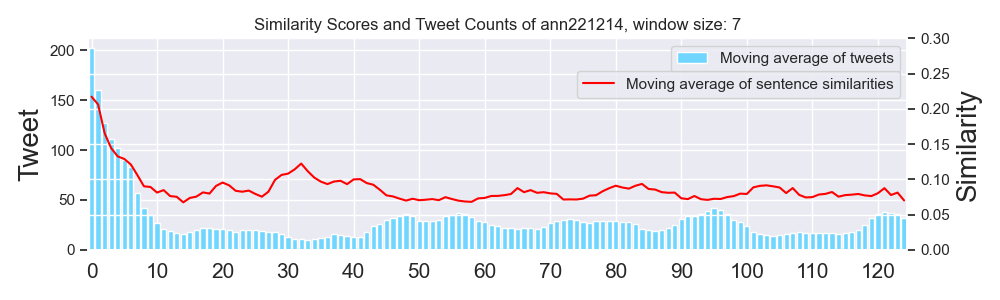 Similarity Scores and Tweet Counts of ann221214, window size: 7
Moving average of tweets
Moving average of sentence similarities
Tweet
200
150
100
50
0
0.30
0.25
0.20
0.15
0.10
0.05
0.00
Similarity
0 10 20 30 40 50 60 70 80 90 100 110 120